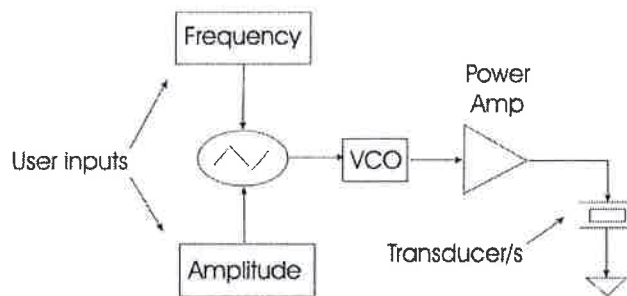 Frequency
Power
Amp
User inputs
VCO
Amplitude
Transducer/s